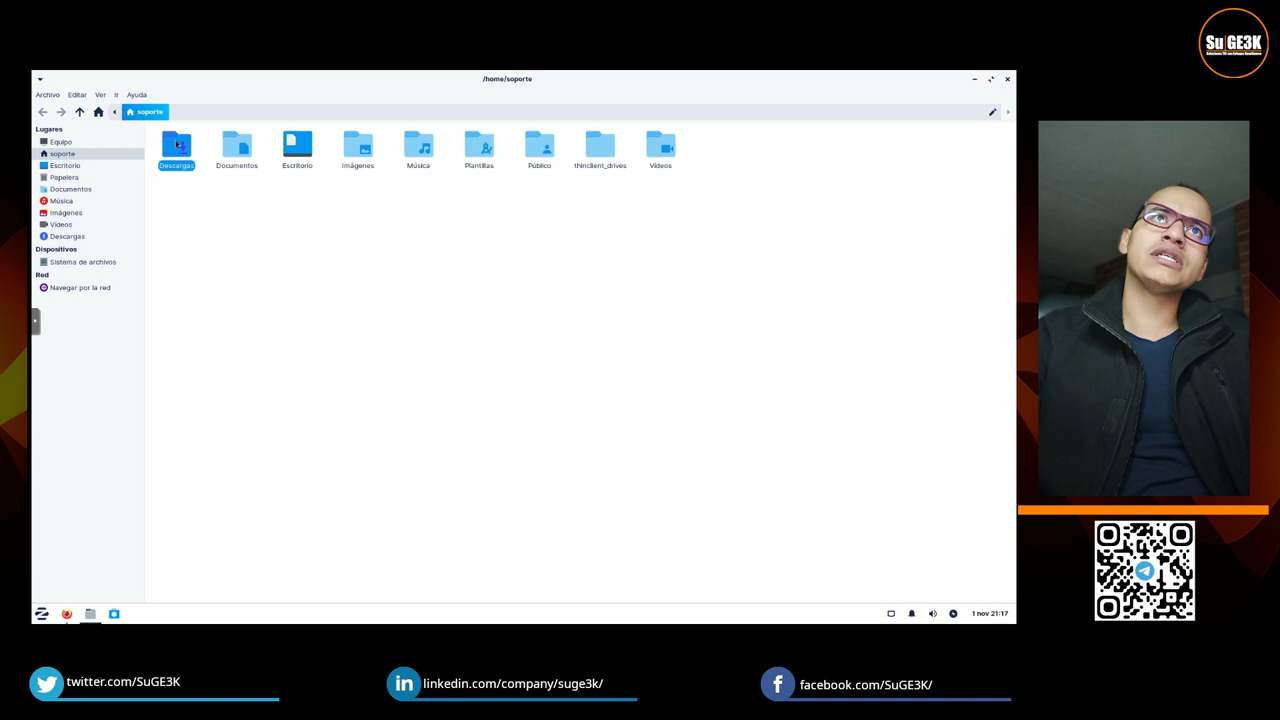 Su GE3K
/home/soporte
Archivo Editar Ver Ir Ayuda
soporte
Lugares
Equipo
soporte
Escritorio
Papelera
Documentos
Música
Imágenes
Vídeos
Descargas
Dispositivos
Sistema de archivos
Red
Navegar por la red
Descargas Documentos Escritorio Imágenes Música Plantillas Público thinclient_drives Vídeos
1 nov 21:17
twitter.com/SuGE3K
linkedin.com/company/suge3k/
facebook.com/SuGE3K/